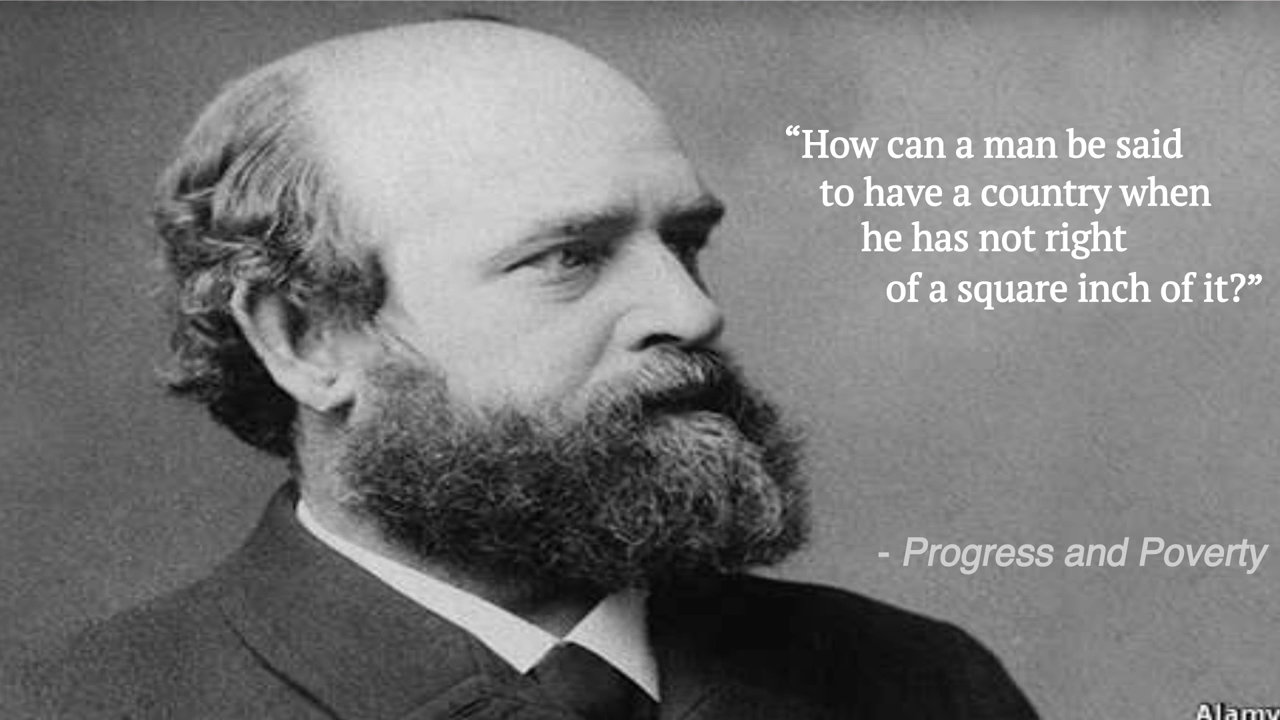 “How can a man be said
to have a country when
he has not right
of a square inch of it?”
- Progress and Poverty
Alamy